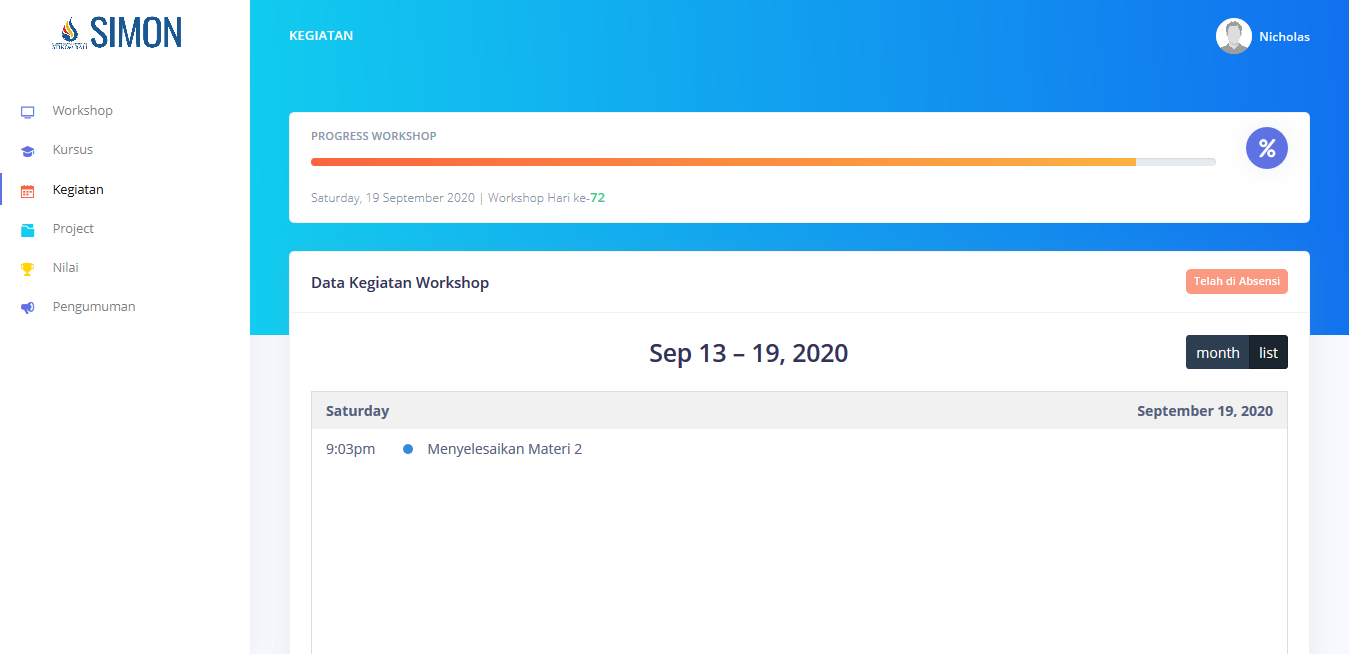 SIMON
KEGIATAN
Nicholas
Workshop
Kursus
Kegiatan
Project
Nilai
Pengumuman
PROGRESS WORKSHOP
%
Saturday, 19 September 2020 | Workshop Hari ke-72
Data Kegiatan Workshop
Telah di Absensi
Sep 13 – 19, 2020
month list
Saturday September 19, 2020
9:03pm Menyelesaikan Materi 2